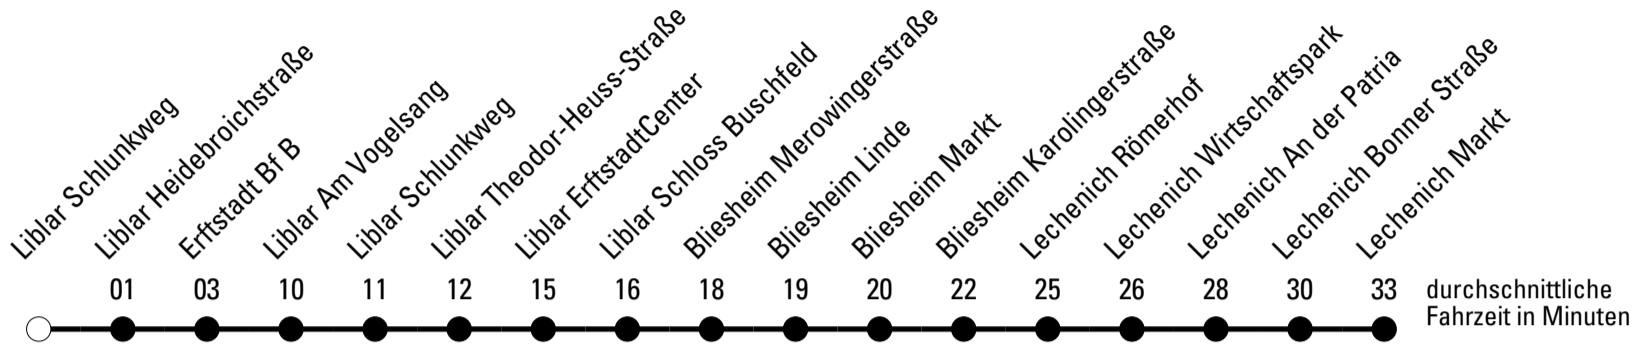 Liblar Schlunkweg
Liblar Heidebroichstraße
Erftstadt Bf B
Liblar Am Vogelsang
Liblar Schlunkweg
Liblar Theodor-Heuss-Straße
Liblar ErftstadtCenter
Liblar Schloss Buschfeld
Bliesheim Merowingerstraße
Bliesheim Linde
Bliesheim Markt
Bliesheim Karolingerstraße
Lechenich Römerhof
Lechenich Wirtschaftspark
Lechenich An der Patria
Lechenich Bonner Straße
Lechenich Markt
01 03 10 11 12 15 16 18 19 20 22 25 26 28 30 33
durchschnittliche
Fahrzeit in Minuten